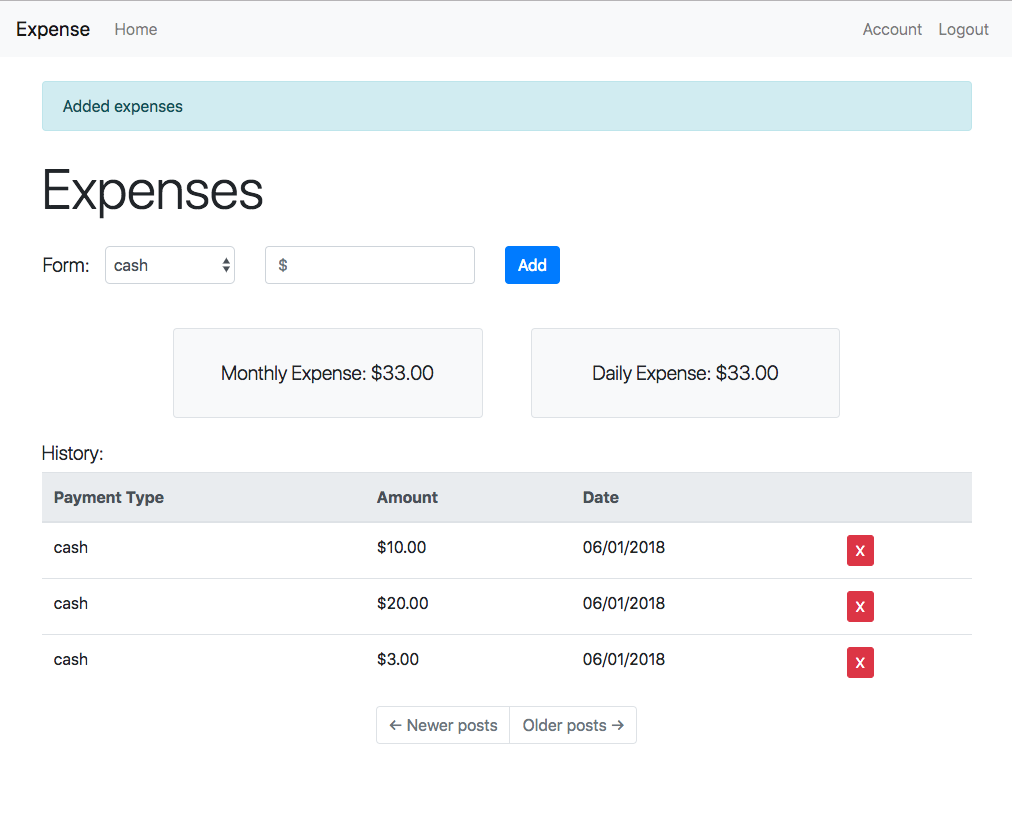 Expense Home Account Logout
Added expenses
Expenses
Form: cash $ Add
Monthly Expense: $33.00 Daily Expense: $33.00
History:
Payment Type Amount Date
cash $10.00 06/01/2018 X
cash $20.00 06/01/2018 X
cash $3.00 06/01/2018 X
← Newer posts Older posts →